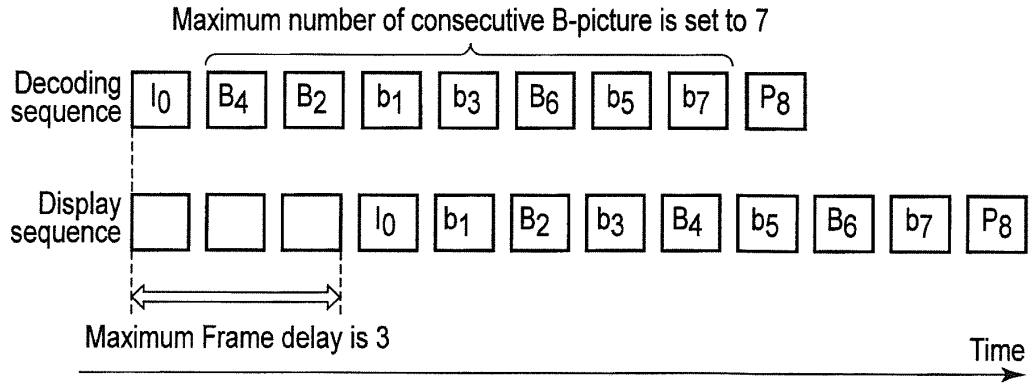 Maximum number of consecutive B-picture is set to 7
Decoding sequence
I0 B4 B2 b1 b3 B6 b5 b7 P8
Display sequence
I0 b1 B2 b3 B4 b5 B6 b7 P8
Maximum Frame delay is 3
Time